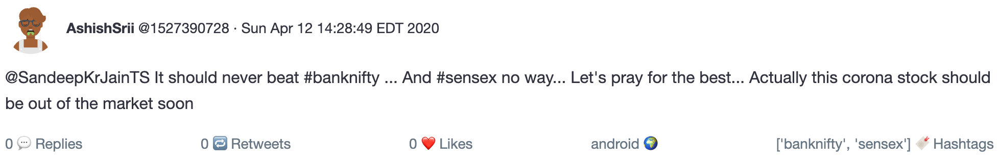 AshishSrii @1527390728 · Sun Apr 12 14:28:49 EDT 2020
@SandeepKrJainTS It should never beat #banknifty ... And #sensex no way... Let's pray for the best... Actually this corona stock should
be out of the market soon
0 💬 Replies 0 🔁 Retweets 0 ❤️ Likes android 🌍 ['banknifty', 'sensex'] 🏷️ Hashtags